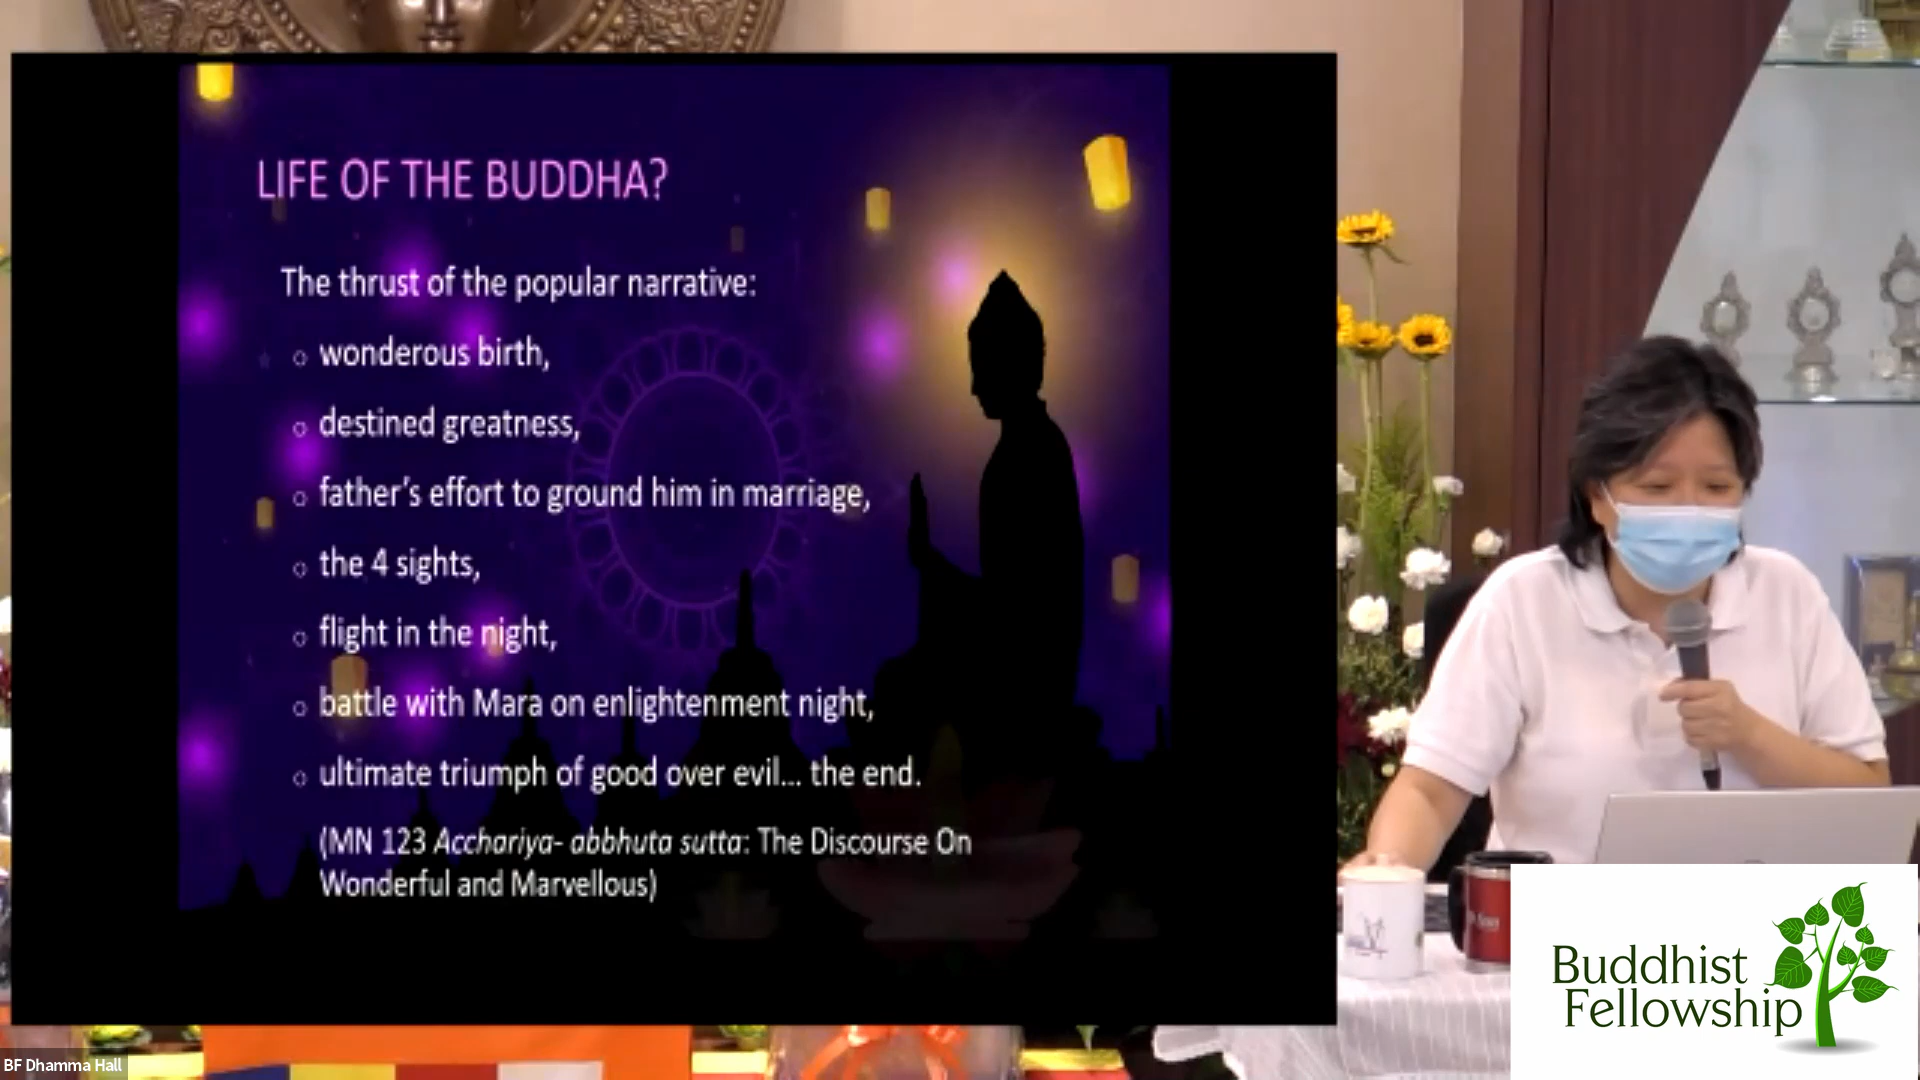 LIFE OF THE BUDDHA?
The thrust of the popular narrative:
wonderous birth,
destined greatness,
father's effort to ground him in marriage,
the 4 sights,
flight in the night,
battle with Mara on enlightenment night,
ultimate triumph of good over evil... the end.
(MN 123 Acchariya- abbhuta sutta: The Discourse On
Wonderful and Marvellous)
Buddhist
Fellowship
BF Dhamma Hall